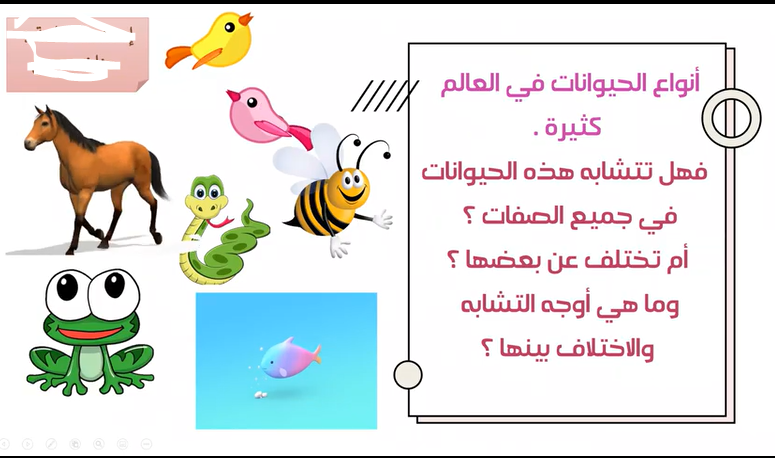 أنواع الحيوانات في العالم
كثيرة .
فهل تتشابه هذه الحيوانات
في جميع الصفات ؟
أم تختلف عن بعضها ؟
وما هي أوجه التشابه
والاختلاف بينها ؟